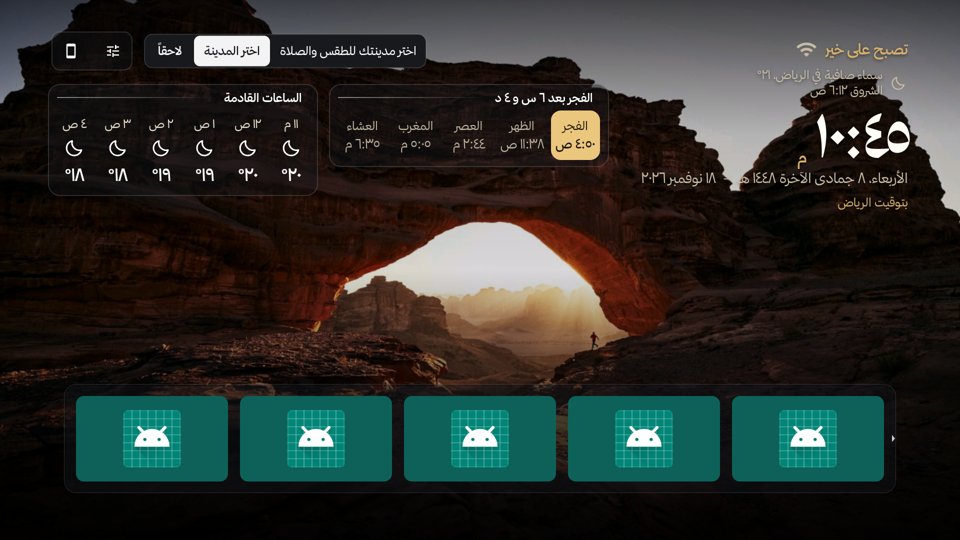 تصبح على خير
سماء صافية في الرياض، ٢١°
الشروق ٦:١٢ ص
١٠:٤٥ م
الأربعاء، ٨ جمادى الآخرة ١٤٤٨ هـ
١٨ نوفمبر ٢٠٢٦
بتوقيت الرياض
اختر مدينتك للطقس والصلاة
اختر المدينة
لاحقاً
الفجر بعد ٦ س و ٤ د
الفجر الظهر العصر المغرب العشاء
٤:٥٠ ص ١١:٣٨ ص ٢:٤٤ م ٥:٠٥ م ٦:٣٥ م
الساعات القادمة
١١ م ١٢ ص ١ ص ٢ ص ٣ ص ٤ ص
٢٠° ٢٠° ١٩° ١٩° ١٨° ١٨°